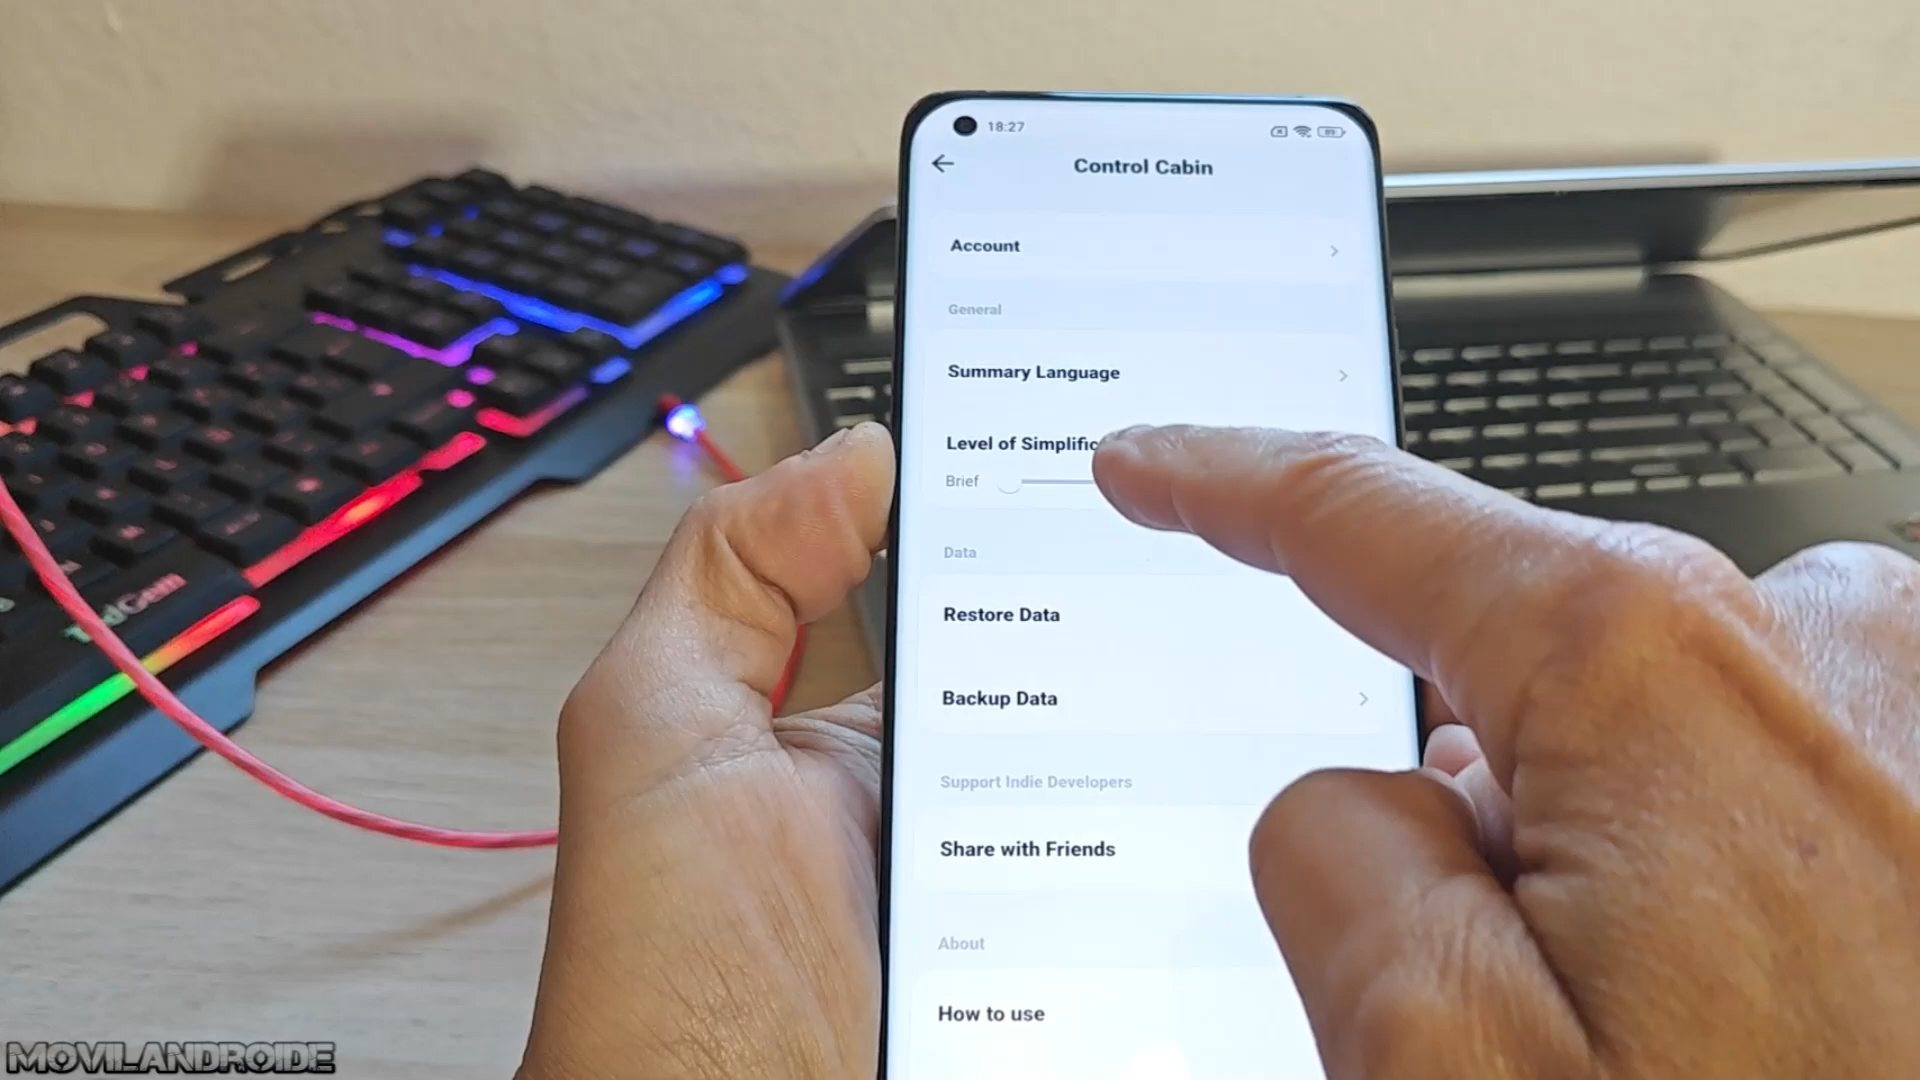 18:27
89
Control Cabin
Account
General
Summary Language
Level of Simplific
Brief
Data
Restore Data
Backup Data
Support Indie Developers
Share with Friends
About
How to use
MOVILANDROIDE